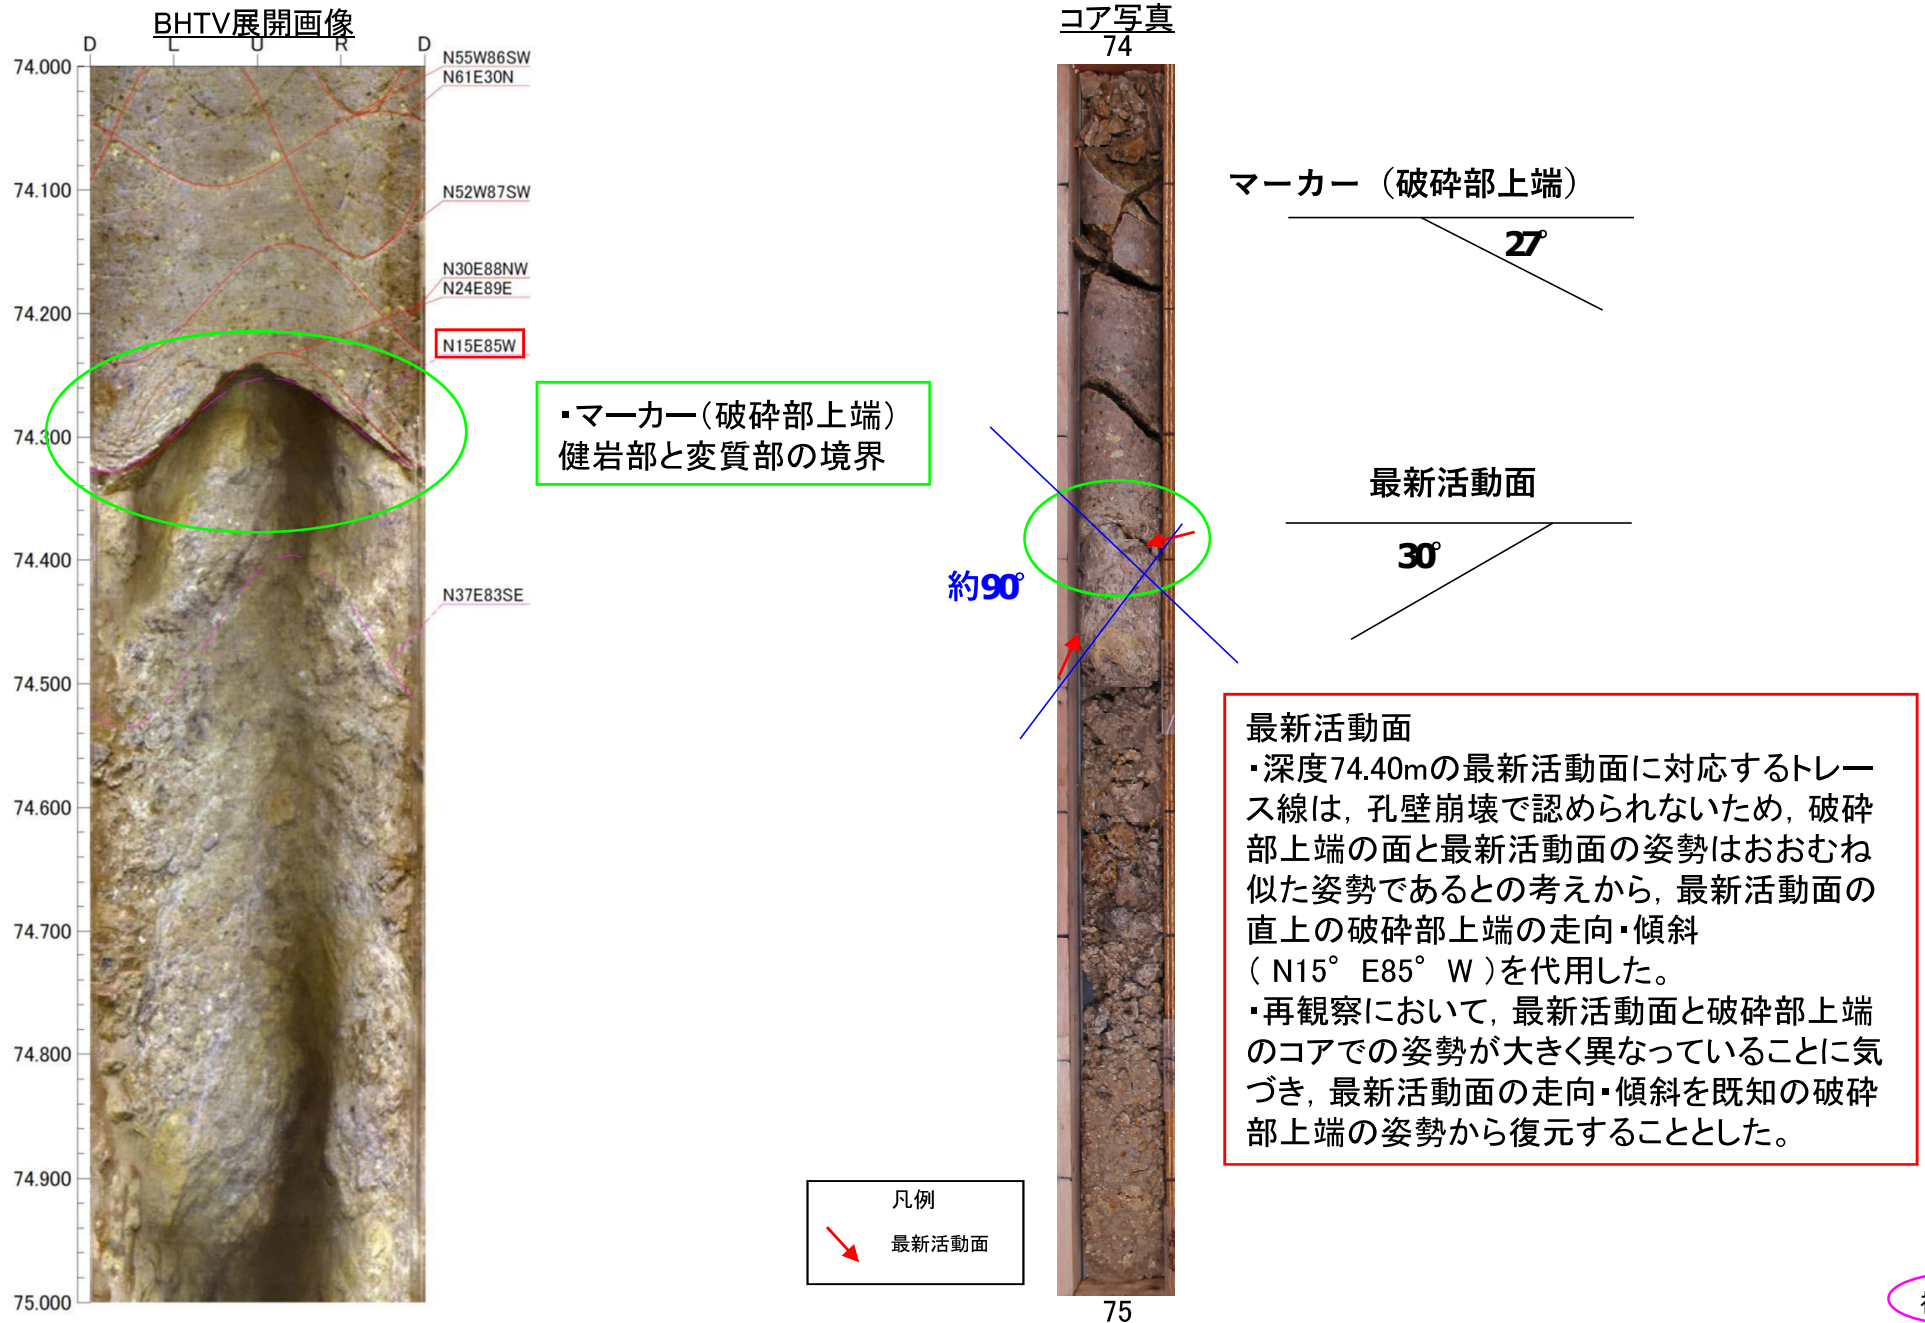 BHTV展開画像
D L U R D
74.000
74.100
74.200
74.300
74.400
74.500
74.600
74.700
74.800
74.900
75.000
N55W86SW
N61E30N
N52W87SW
N30E88NW
N24E89E
N15E85W
N37E83SE
・マーカー(破砕部上端)
健岩部と変質部の境界
コア写真
74
約90°
75
凡例
最新活動面
マーカー（破砕部上端）
27°
最新活動面
30°
最新活動面
・深度74.40mの最新活動面に対応するトレー
ス線は，孔壁崩壊で認められないため，破砕
部上端の面と最新活動面の姿勢はおおむね
似た姿勢であるとの考えから，最新活動面の
直上の破砕部上端の走向・傾斜
（ N15° E85° W ）を代用した。
・再観察において，最新活動面と破砕部上端
のコアでの姿勢が大きく異なっていることに気
づき，最新活動面の走向・傾斜を既知の破砕
部上端の姿勢から復元することとした。